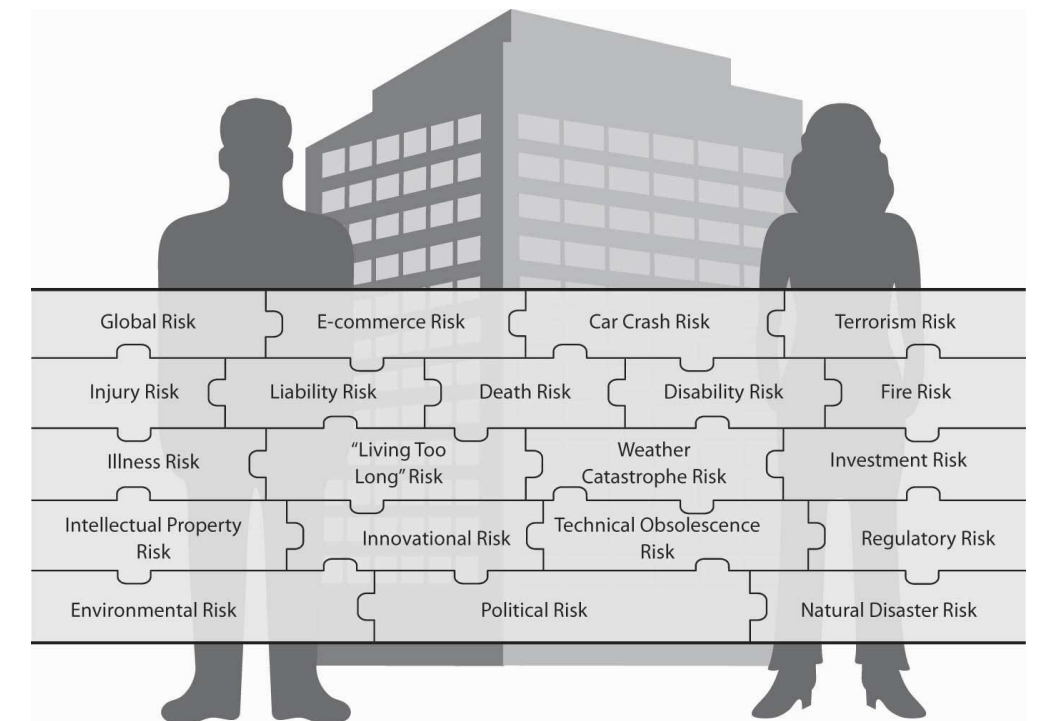 Global Risk
E-commerce Risk
Car Crash Risk
Terrorism Risk
Injury Risk
Liability Risk
Death Risk
Disability Risk
Fire Risk
Illness Risk
“Living Too
Long” Risk
Weather
Catastrophe Risk
Investment Risk
Intellectual Property
Risk
Innovational Risk
Technical Obsolescence
Risk
Regulatory Risk
Environmental Risk
Political Risk
Natural Disaster Risk